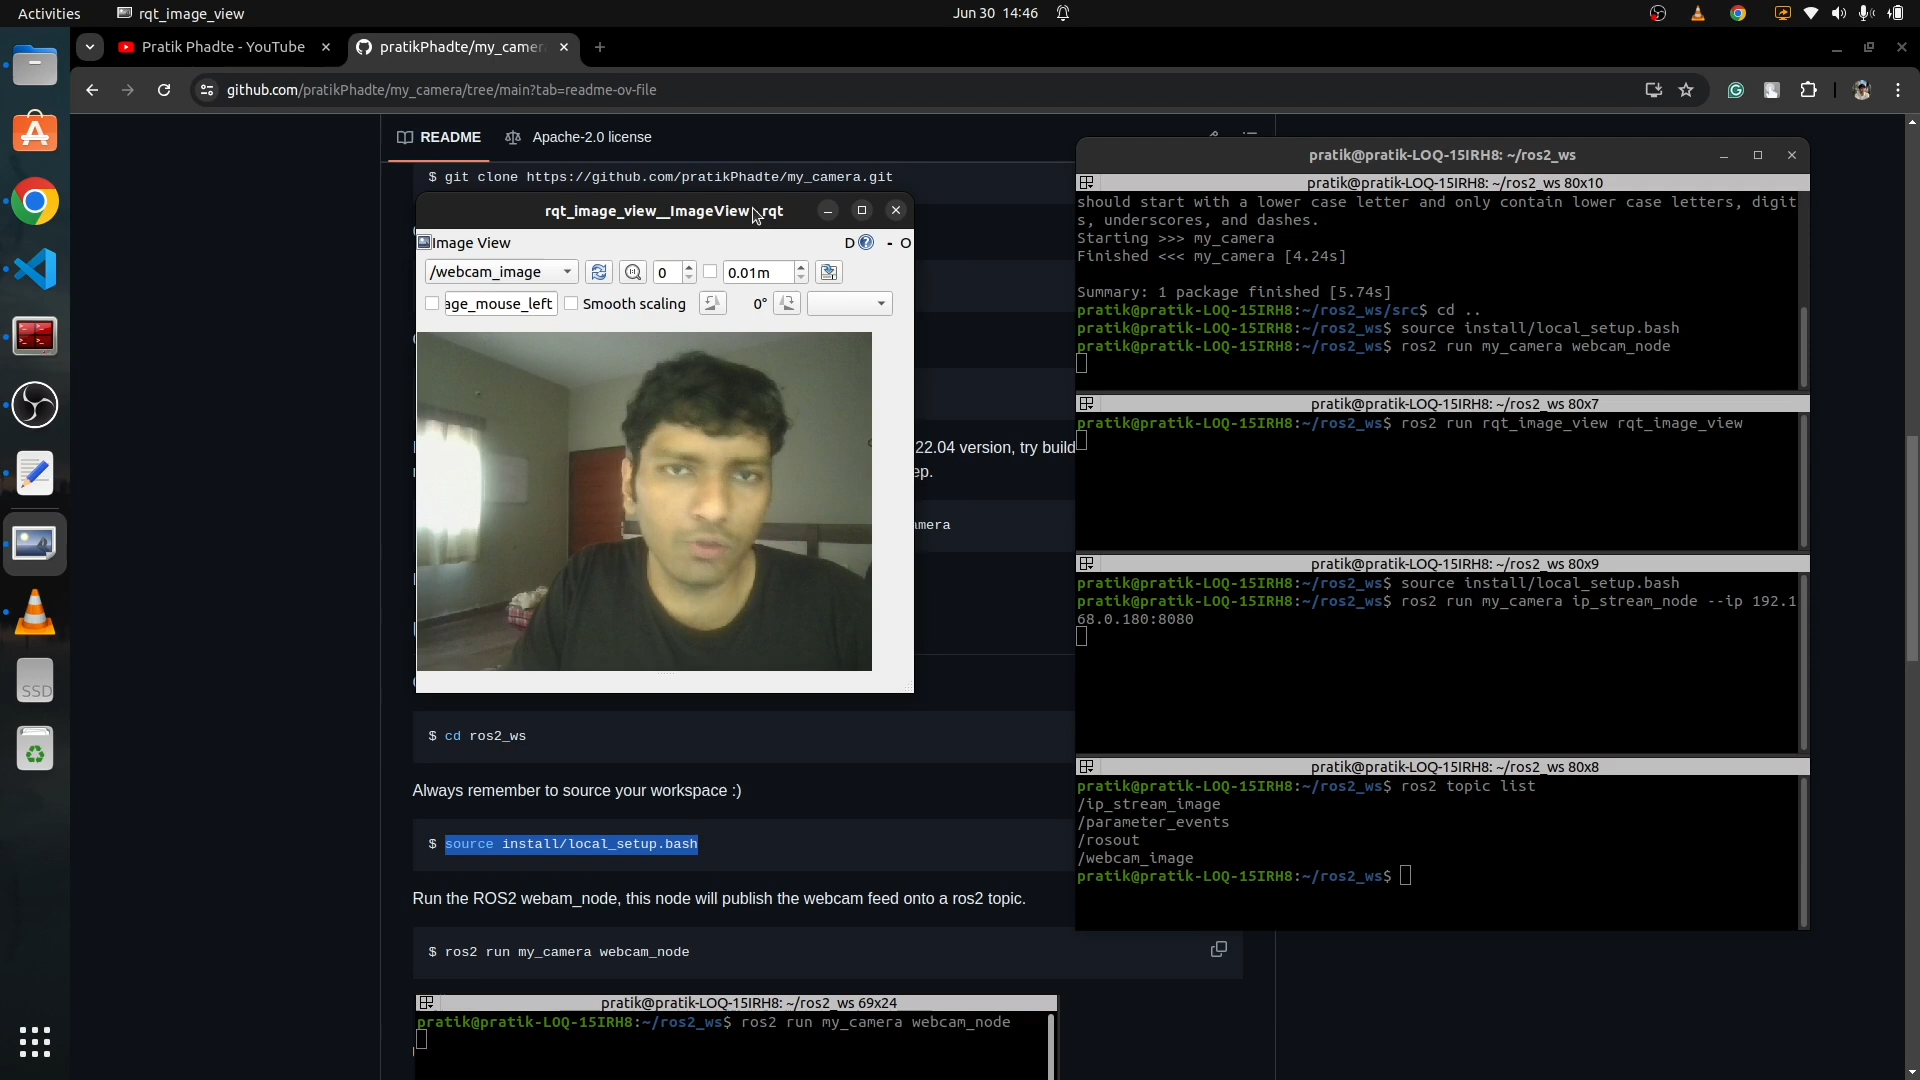 Activities
rqt_image_view
Jun 30 14:46
Pratik Phadte - YouTube
pratikPhadte/my_camer
github.com/pratikPhadte/my_camera/tree/main?tab=readme-ov-file
README
Apache-2.0 license
$ git clone https://github.com/pratikPhadte/my_camera.git
rqt_image_view__ImageView rqt
Image View
D
- O
/webcam_image
0
0.01m
age_mouse_left
Smooth scaling
0°
22.04 version, try build
ep.
amera
$ cd ros2_ws
Always remember to source your workspace :)
$ source install/local_setup.bash
Run the ROS2 webam_node, this node will publish the webcam feed onto a ros2 topic.
$ ros2 run my_camera webcam_node
pratik@pratik-LOQ-15IRH8: ~/ros2_ws 69x24
pratik@pratik-LOQ-15IRH8:~/ros2_ws$ ros2 run my_camera webcam_node
pratik@pratik-LOQ-15IRH8: ~/ros2_ws
pratik@pratik-LOQ-15IRH8: ~/ros2_ws 80x10
should start with a lower case letter and only contain lower case letters, digit
s, underscores, and dashes.
Starting >>> my_camera
Finished <<< my_camera [4.24s]
Summary: 1 package finished [5.74s]
pratik@pratik-LOQ-15IRH8:~/ros2_ws/src$ cd ..
pratik@pratik-LOQ-15IRH8:~/ros2_ws$ source install/local_setup.bash
pratik@pratik-LOQ-15IRH8:~/ros2_ws$ ros2 run my_camera webcam_node
pratik@pratik-LOQ-15IRH8: ~/ros2_ws 80x7
pratik@pratik-LOQ-15IRH8:~/ros2_ws$ ros2 run rqt_image_view rqt_image_view
pratik@pratik-LOQ-15IRH8: ~/ros2_ws 80x9
pratik@pratik-LOQ-15IRH8:~/ros2_ws$ source install/local_setup.bash
pratik@pratik-LOQ-15IRH8:~/ros2_ws$ ros2 run my_camera ip_stream_node --ip 192.1
68.0.180:8080
pratik@pratik-LOQ-15IRH8: ~/ros2_ws 80x8
pratik@pratik-LOQ-15IRH8:~/ros2_ws$ ros2 topic list
/ip_stream_image
/parameter_events
/rosout
/webcam_image
pratik@pratik-LOQ-15IRH8:~/ros2_ws$
SSD